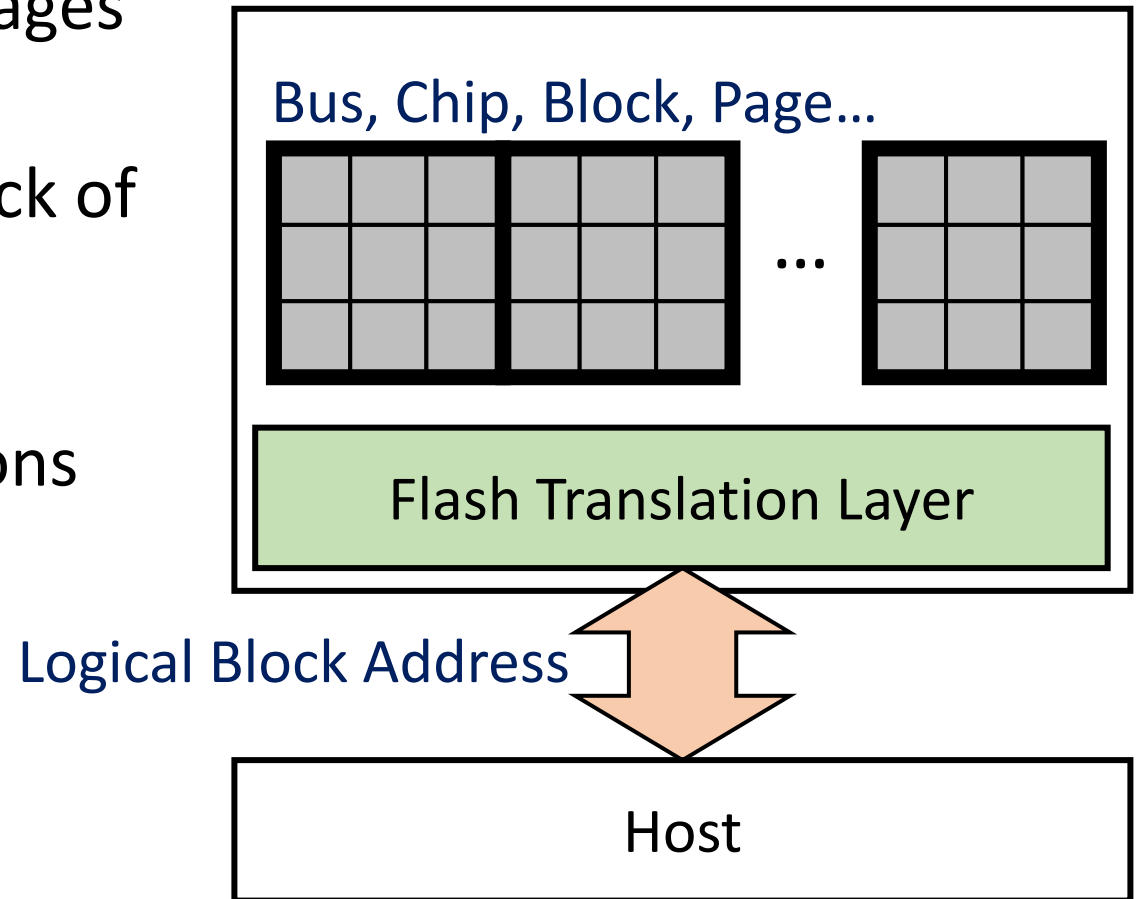 ages
Bus, Chip, Block, Page...
ck of
...
ons
Flash Translation Layer
Logical Block Address
Host